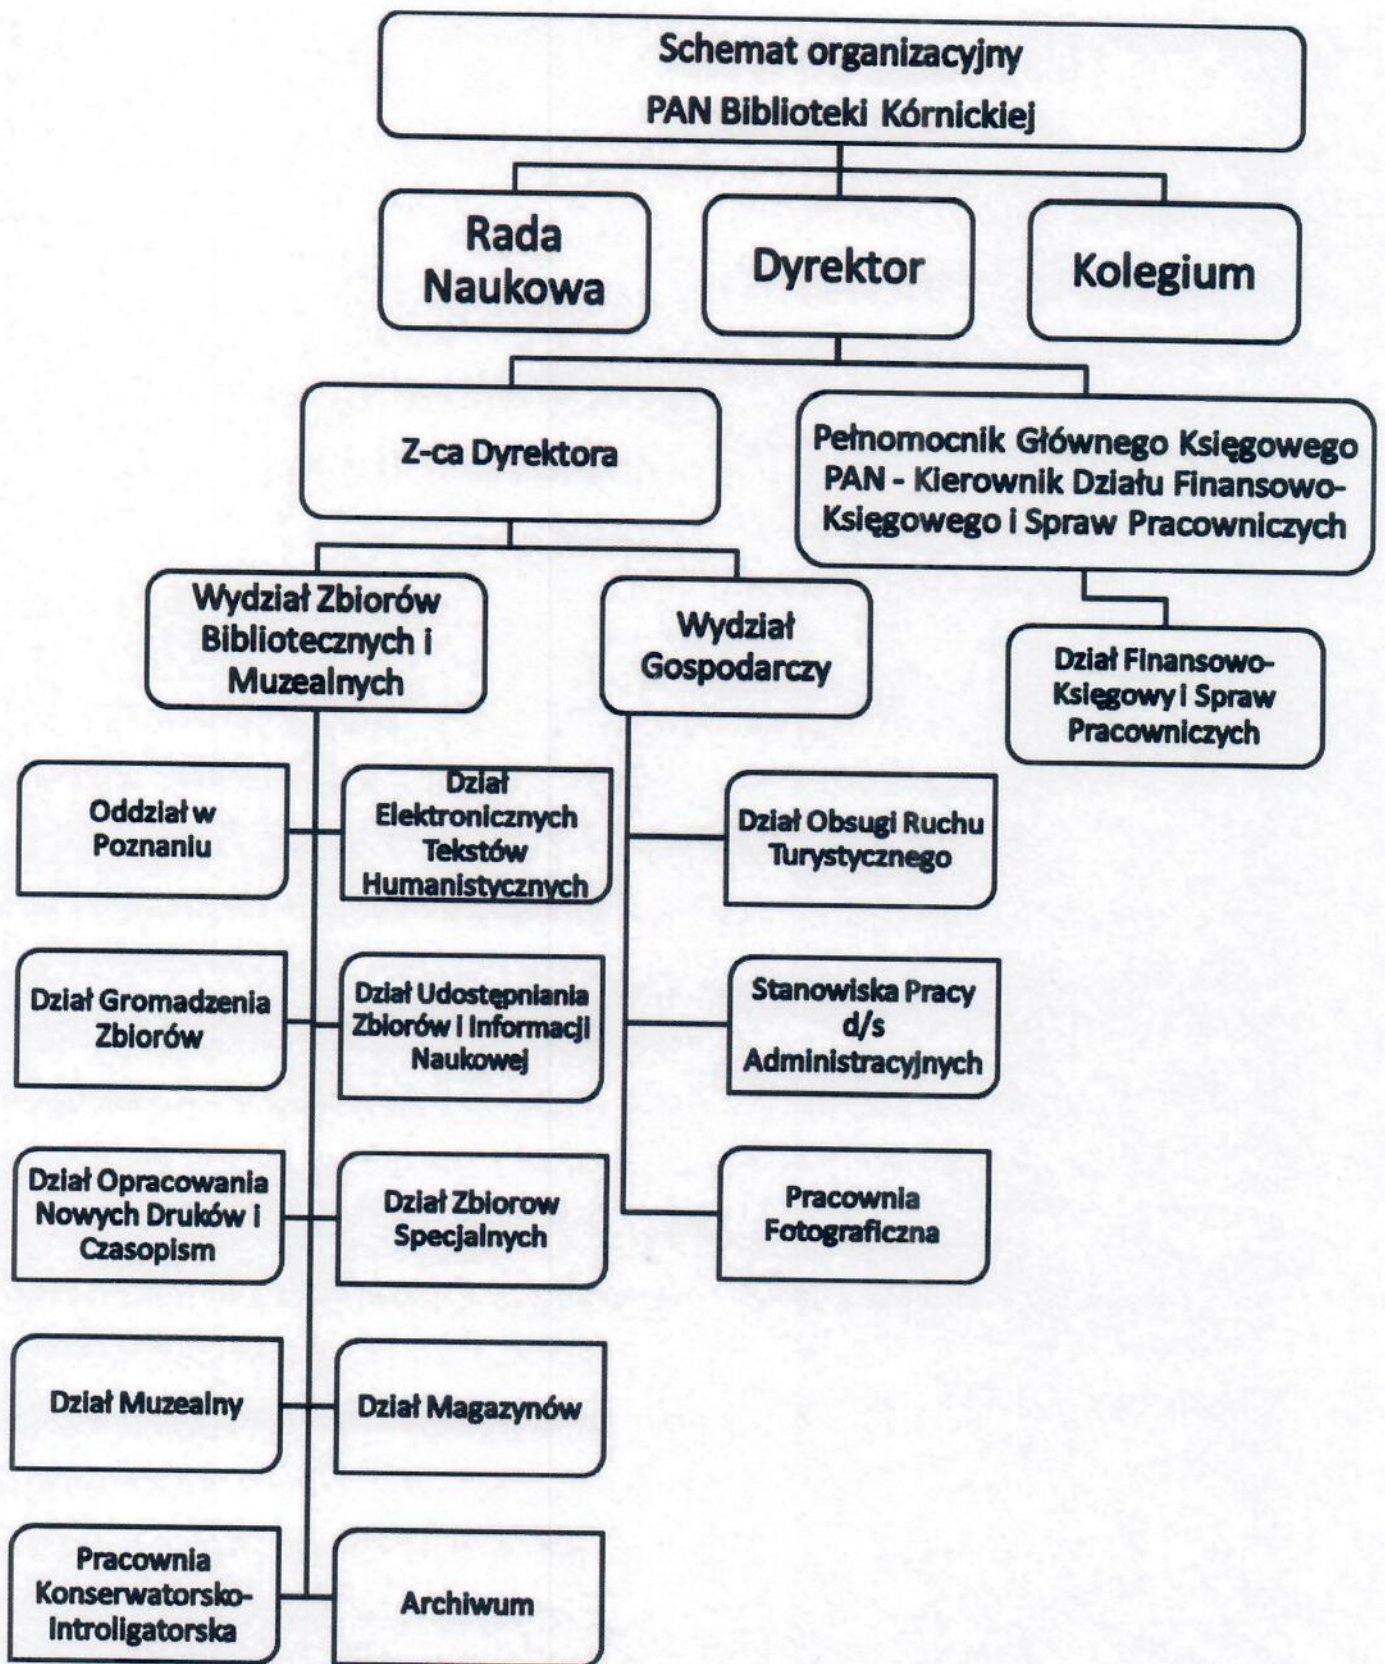 Schemat organizacyjny
PAN Biblioteki Kórnickiej
Rada
Naukowa
Dyrektor
Kolegium
Z-ca Dyrektora
Pełnomocnik Głównego Księgowego
PAN - Kierownik Działu Finansowo-
Księgowego i Spraw Pracowniczych
Wydział Zbiorów
Bibliotecznych i
Muzealnych
Wydział
Gospodarczy
Dział Finansowo-
Księgowy i Spraw
Pracowniczych
Oddział w
Poznaniu
Dział
Elektronicznych
Tekstów
Humanistycznych
Dział Obsugi Ruchu
Turystycznego
Dział Gromadzenia
Zbiorów
Dział Udostępniania
Zbiorów i Informacji
Naukowej
Stanowiska Pracy
d/s
Administracyjnych
Dział Opracowania
Nowych Druków i
Czasopism
Dział Zbiorow
Specjalnych
Pracownia
Fotograficzna
Dział Muzealny
Dział Magazynów
Pracownia
Konserwatorsko-
Introligatorska
Archiwum